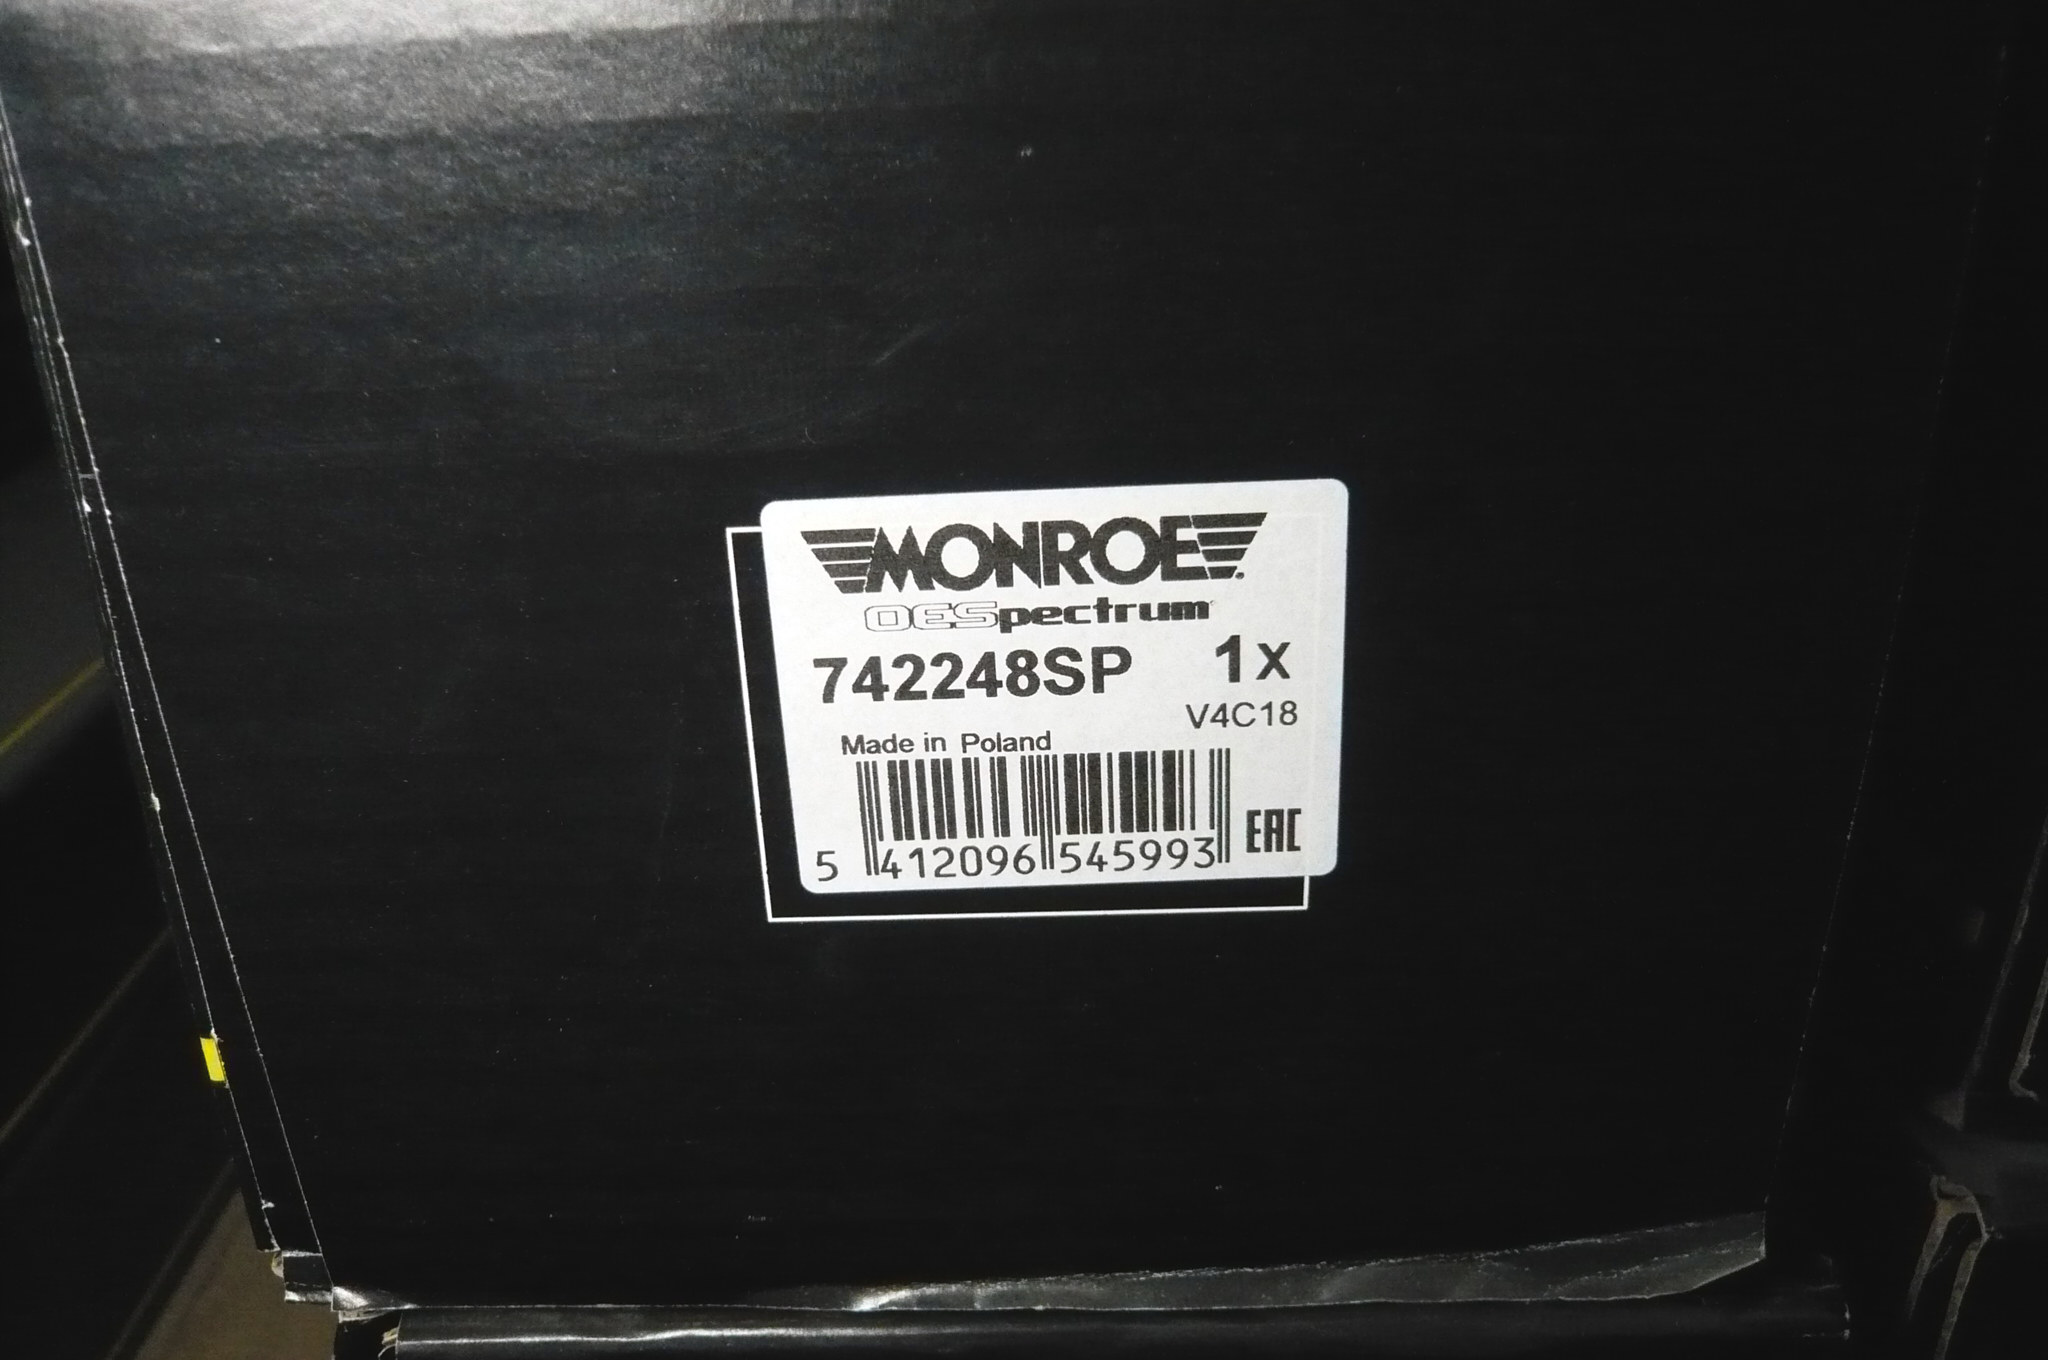 MONROE
OESpectrum
742248SP 1x
V4C18
Made in Poland
5 412096 545993
EAC